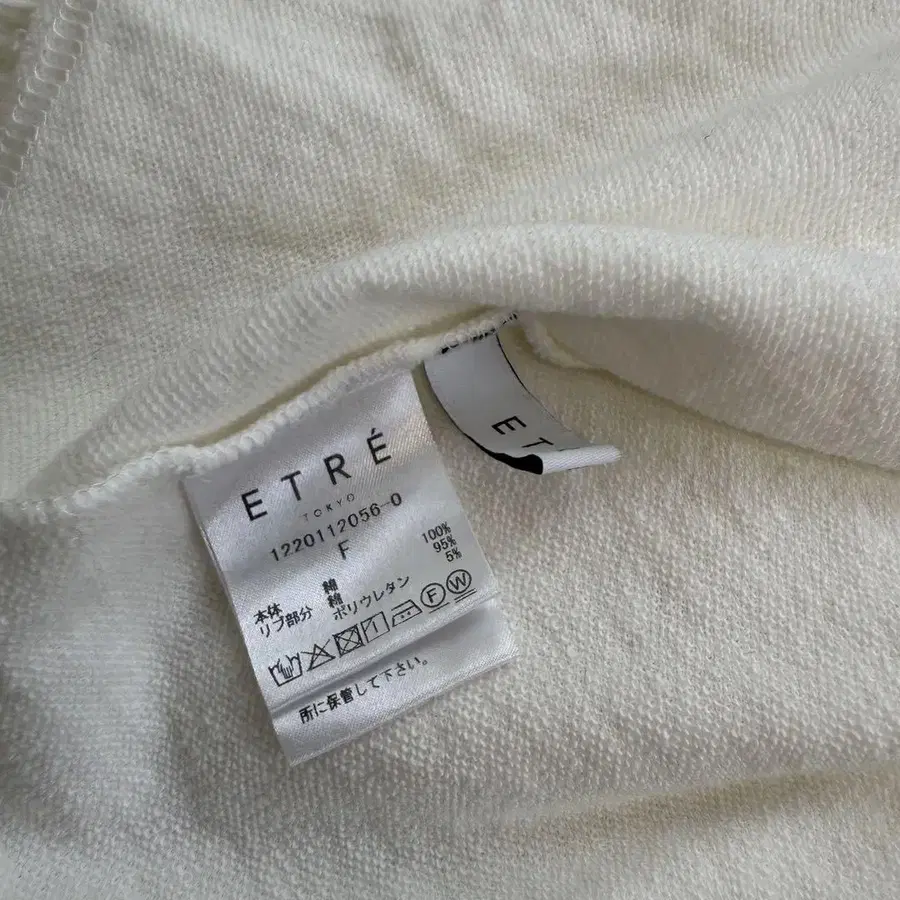 ETRÉ
TOKYO
1220112056-0
F
本体 綿 100%
リブ部分 綿 95%
ポリウレタン 5%
F W
所に保管して下さい。
ET